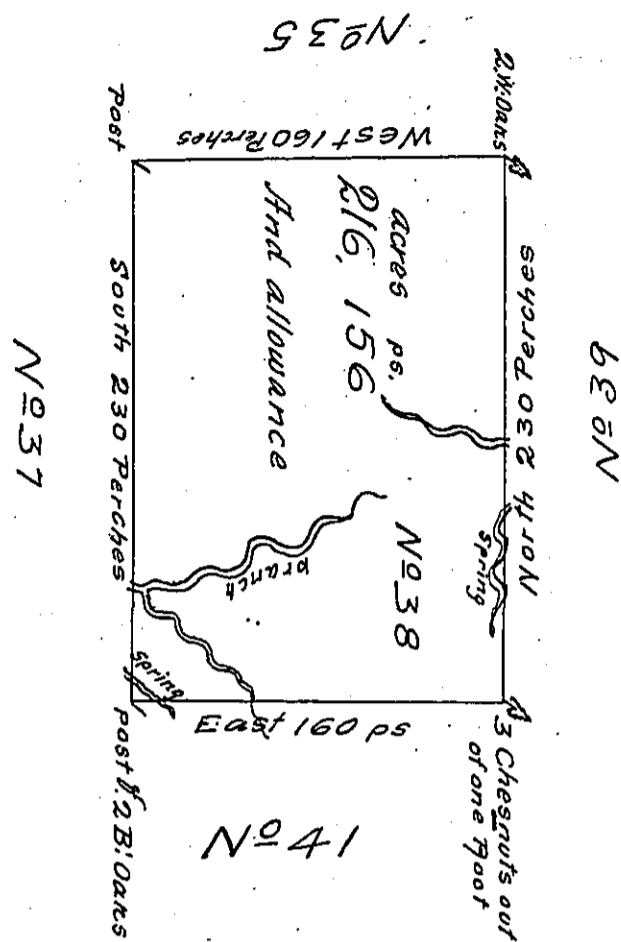 Nº 35
2.W:Oaks
West 160 Perches
Post
Nº 39
North 230 Perches
acres ps.
216, 156
And allowance
South 230 Perches
Nº 37
spring
Nº 38
branch
spring
3 Chesnuts out
of one Root
East 160 ps
post & 2 B:Oaks
Nº 41